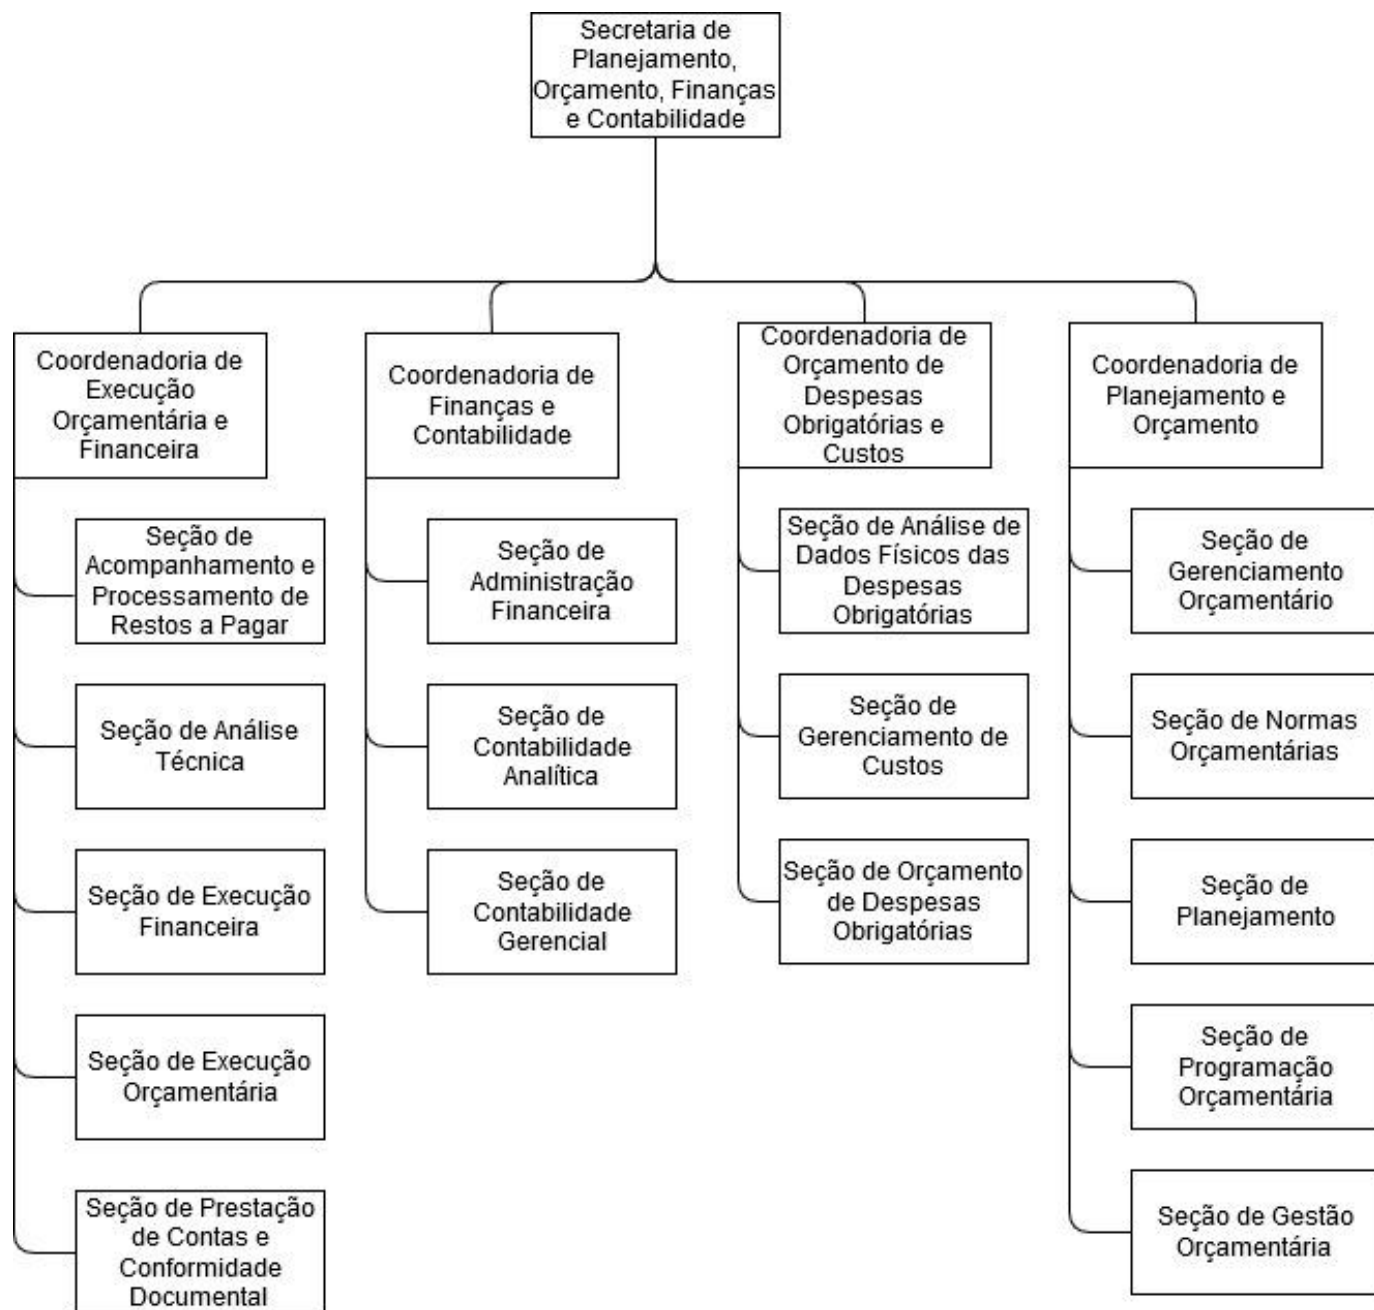 Secretaria de
Planejamento,
Orçamento, Finanças
e Contabilidade
Coordenadoria de
Execução
Orçamentária e
Financeira
Seção de
Acompanhamento e
Processamento de
Restos a Pagar
Seção de Análise
Técnica
Seção de Execução
Financeira
Seção de Execução
Orçamentária
Seção de Prestação
de Contas e
Conformidade
Documental
Coordenadoria de
Finanças e
Contabilidade
Seção de
Administração
Financeira
Seção de
Contabilidade
Analítica
Seção de
Contabilidade
Gerencial
Coordenadoria de
Orçamento de
Despesas
Obrigatórias e
Custos
Seção de Análise de
Dados Físicos das
Despesas
Obrigatórias
Seção de
Gerenciamento de
Custos
Seção de Orçamento
de Despesas
Obrigatórias
Coordenadoria de
Planejamento e
Orçamento
Seção de
Gerenciamento
Orçamentário
Seção de Normas
Orçamentárias
Seção de
Planejamento
Seção de
Programação
Orçamentária
Seção de Gestão
Orçamentária